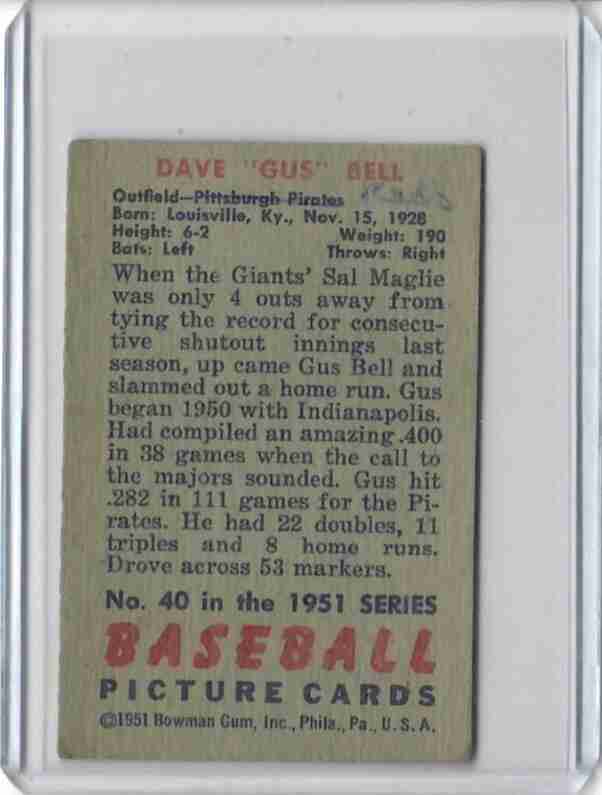 DAVE "GUS" BELL
Outfield—Pittsburgh Pirates
Born: Louisville, Ky., Nov. 15, 1928
Height: 6-2 Weight: 190
Bats: Left Throws: Right
When the Giants' Sal Maglie
was only 4 outs away from
tying the record for consecu-
tive shutout innings last
season, up came Gus Bell and
slammed out a home run. Gus
began 1950 with Indianapolis.
Had compiled an amazing .400
in 38 games when the call to
the majors sounded. Gus hit
.282 in 111 games for the Pi-
rates. He had 22 doubles, 11
triples and 8 home runs.
Drove across 53 markers.
No. 40 in the 1951 SERIES
BASEBALL
PICTURE CARDS
©1951 Bowman Gum, Inc., Phila., Pa., U. S. A.